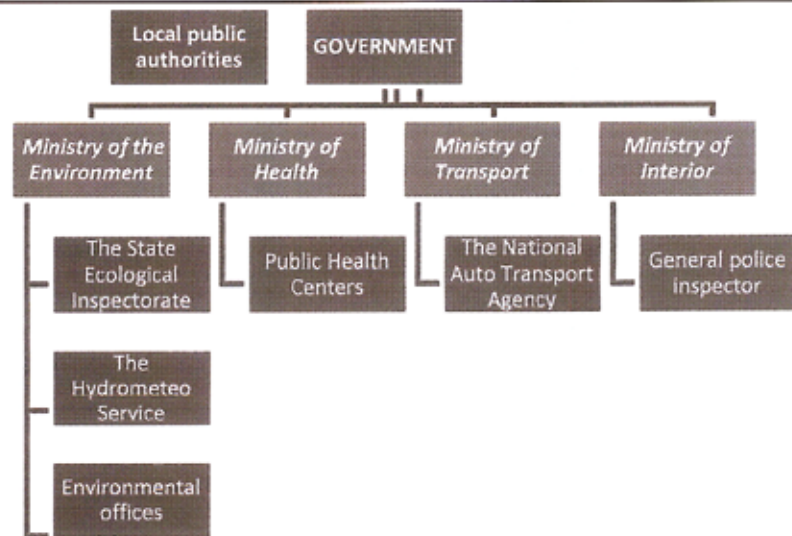 Local public
authorities
GOVERNMENT
Ministry of the
Environment
Ministry of
Health
Ministry of
Transport
Ministry of
Interior
The State
Ecological
Inspectorate
Public Health
Centers
The National
Auto Transport
Agency
General police
inspector
The
Hydrometeo
Service
Environmental
offices